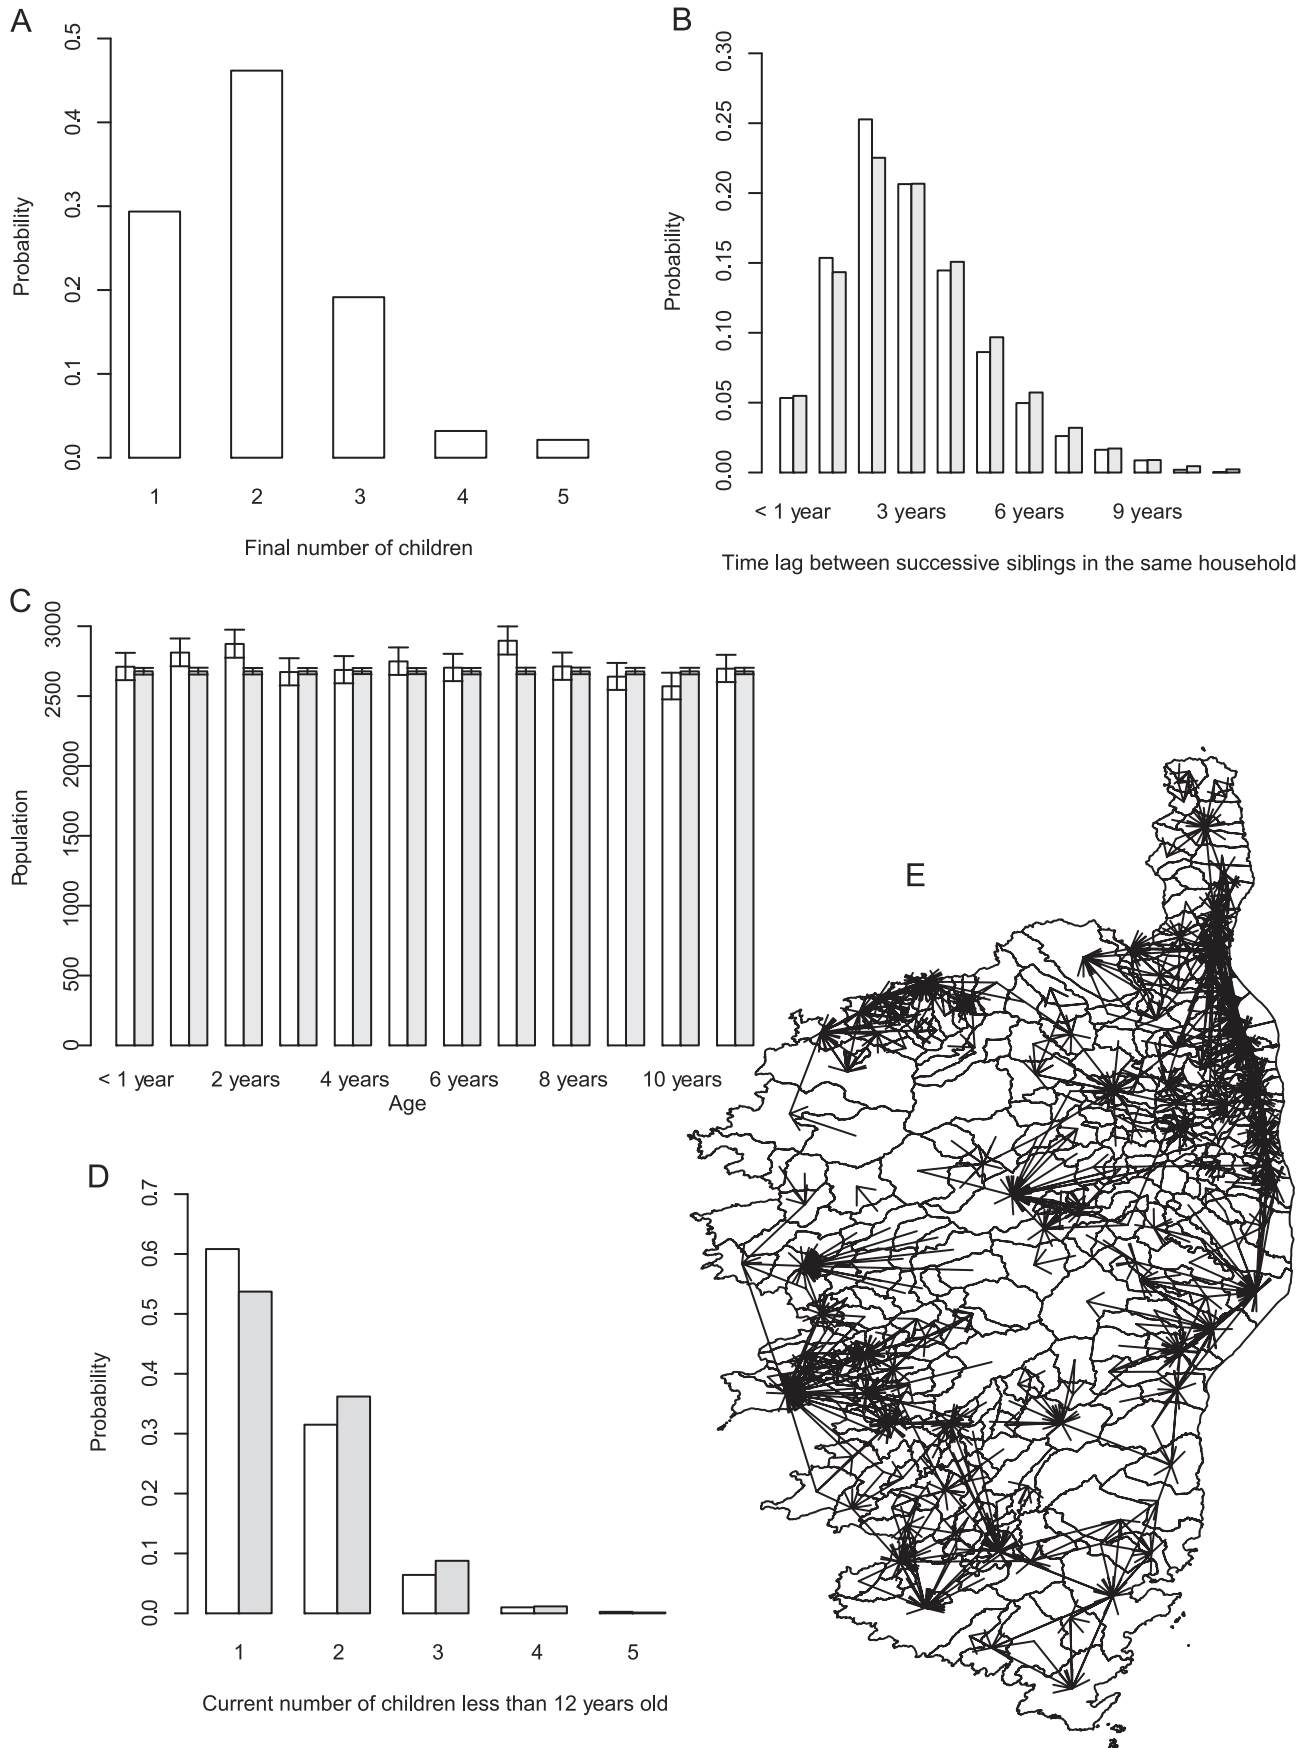 A
0.5
0.4
0.3
0.2
0.1
0.0
Probability
1 2 3 4 5
Final number of children
B
0.30
0.25
0.20
0.15
0.10
0.05
0.00
Probability
< 1 year 3 years 6 years 9 years
Time lag between successive siblings in the same household
C
3000
2500
2000
1500
1000
500
0
Population
< 1 year 2 years 4 years 6 years 8 years 10 years
Age
D
0.7
0.6
0.5
0.4
0.3
0.2
0.1
0.0
Probability
1 2 3 4 5
Current number of children less than 12 years old
E